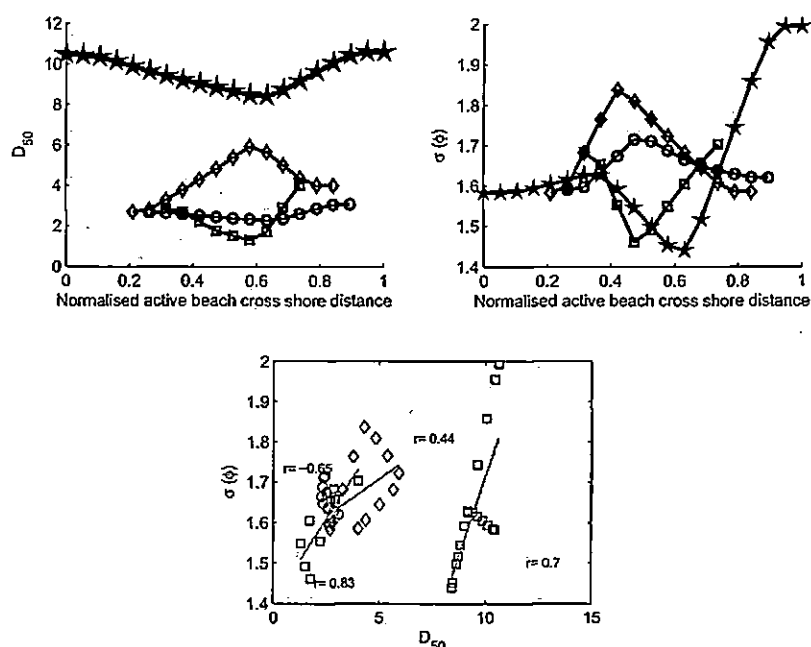 12
10
8
6
4
2
0
D50
0 0.2 0.4 0.6 0.8 1
Normalised active beach cross shore distance
2
1.9
1.8
1.7
1.6
1.5
1.4
σ (ϕ)
0 0.2 0.4 0.6 0.8 1
Normalised active beach cross shore distance
2
1.9
1.8
1.7
1.6
1.5
1.4
σ (ϕ)
r= -0.65
r= 0.44
r= 0.83
r= 0.7
0 5 10 15
D50